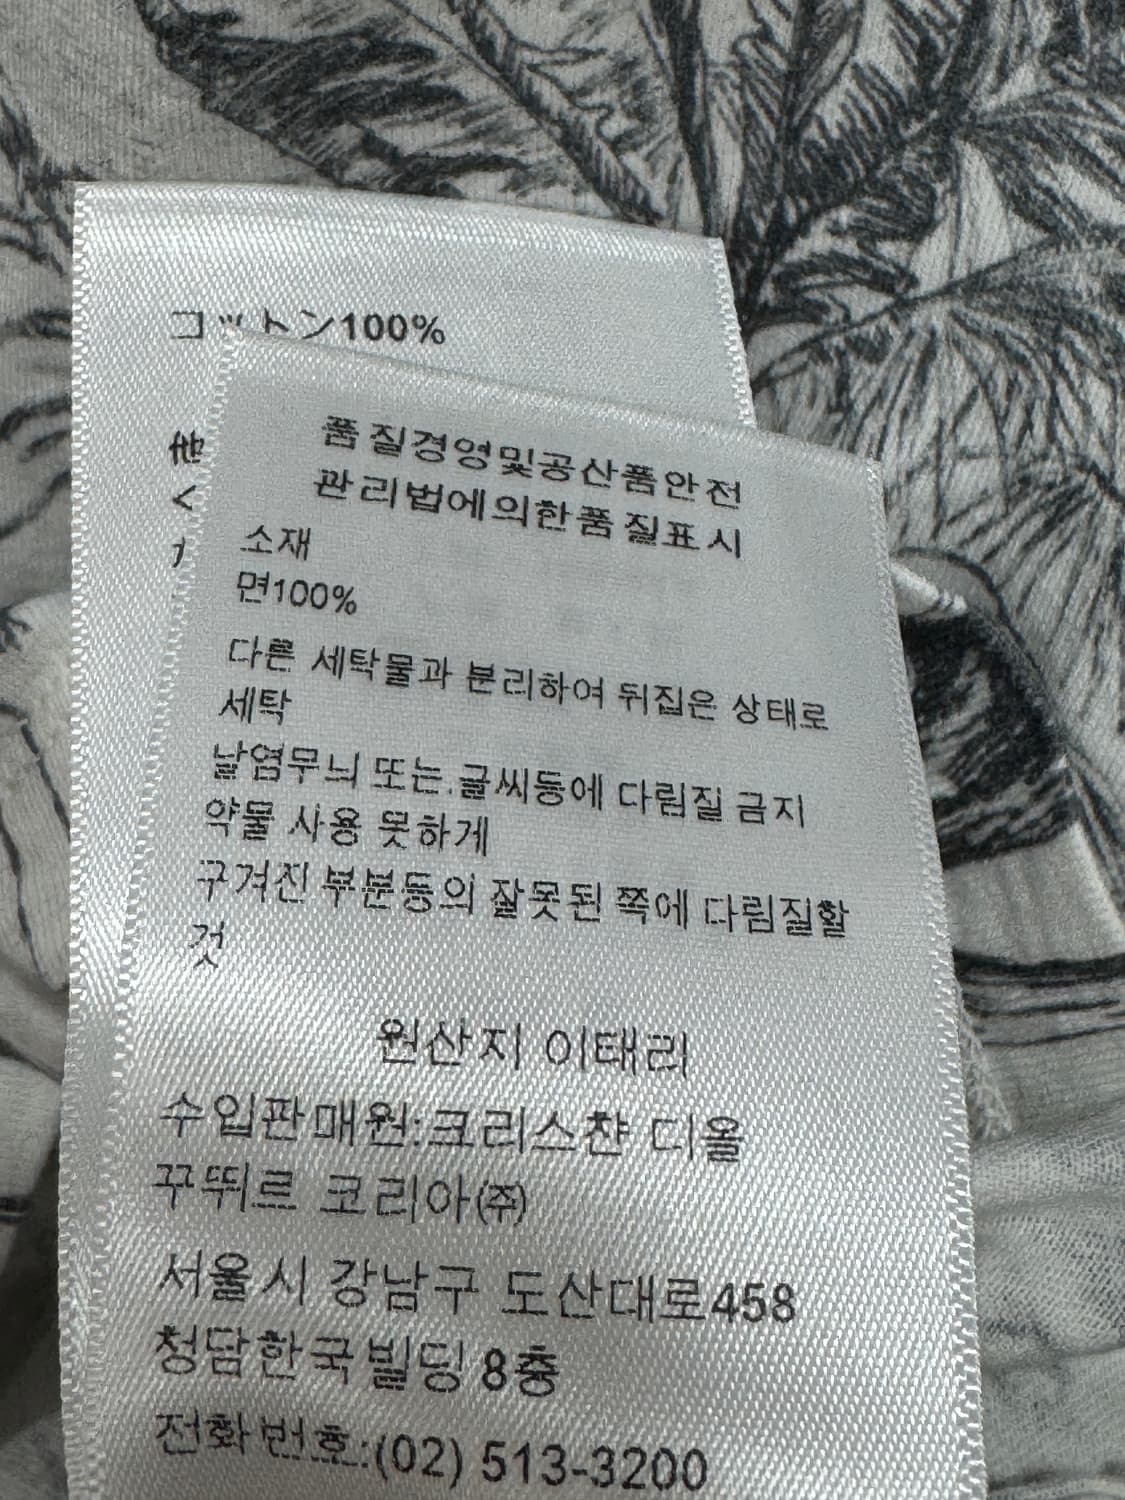 コットン100%
他
く
品질경영및공산품안전
관리법에의한품질표시
소재
면100%
다른 세탁물과 분리하여 뒤집은 상태로
세탁
날염무늬 또는 글씨등에 다림질 금지
약물 사용 못하게
구겨진 부분등의 잘못된 쪽에 다림질할
것
원산지 이태리
수입판매원:크리스챤 디올
꾸뛰르 코리아㈜
서울시 강남구 도산대로458
청담한국빌딩 8층
전화번호:(02) 513-3200